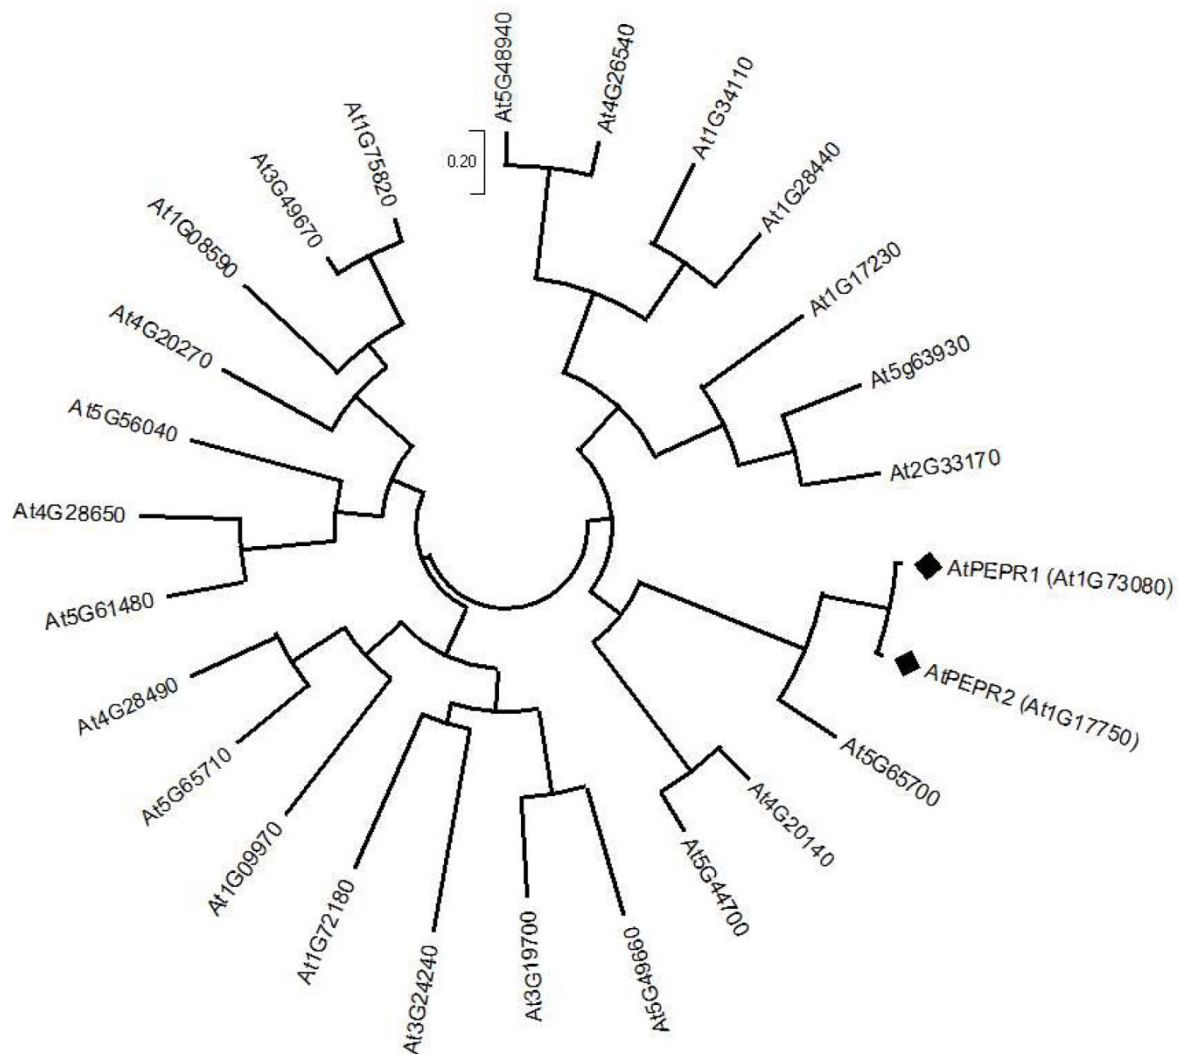 At5G48940
At4G26540
At1G34110
At1G28440
At1G17230
At5g63930
At2G33170
AtPEPR1 (At1G73080)
AtPEPR2 (At1G17750)
At5G65700
At4G20140
At5G44700
At5G49660
At3G19700
At3G24240
At1G72180
At1G09970
At5G65710
At4G28490
At5G61480
At4G28650
At5G56040
At4G20270
At1G08590
At3G49670
At1G75820
0.20